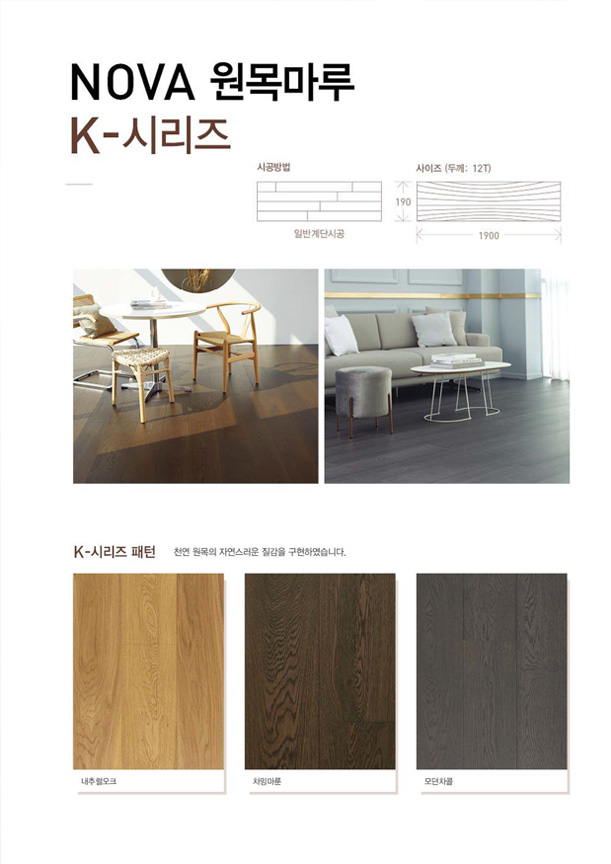 NOVA 원목마루
K-시리즈
시공방법
사이즈 (두께: 12T)
190
일반계단시공
1900
K-시리즈 패턴 천연 원목의 자연스러운 질감을 구현하였습니다.
내추럴오크
차밍마룬
모던차콜